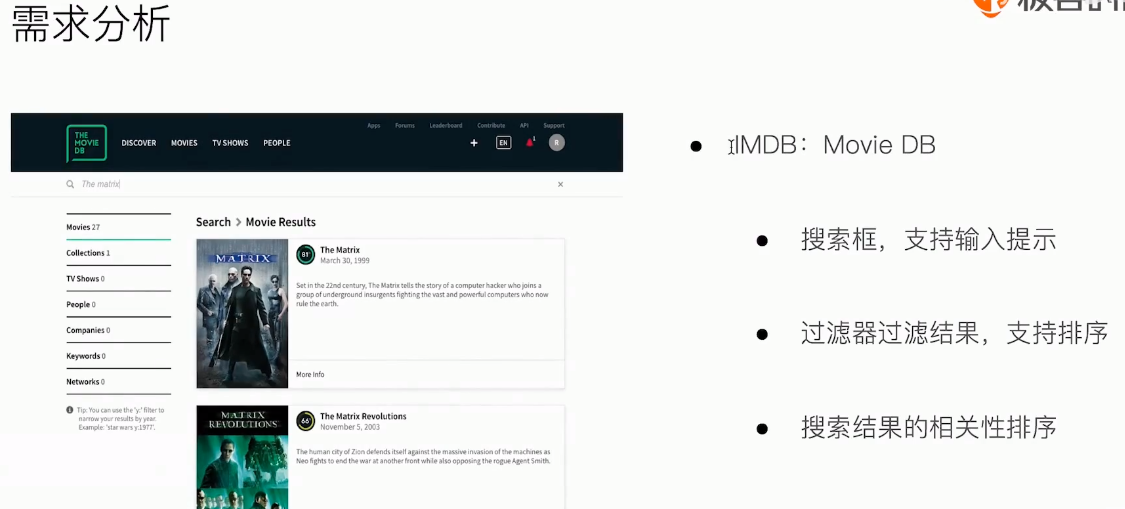 需求分析
THE
MOVIE
DB
DISCOVER MOVIES TV SHOWS PEOPLE
Apps Forums Leaderboard Contribute API Support
+ EN 1 R
The matrix
×
Movies 27
Collections 1
TV Shows 0
People 0
Companies 0
Keywords 0
Networks 0
Tip: You can use the 'y:' filter to
narrow your results by year.
Example: 'star wars y:1977'.
Search > Movie Results
MATRIX
81
The Matrix
March 30, 1999
Set in the 22nd century, The Matrix tells the story of a computer hacker who joins a
group of underground insurgents fighting the vast and powerful computers who now
rule the earth.
More Info
MATRIX
REVOLUTIONS
66
The Matrix Revolutions
November 5, 2003
The human city of Zion defends itself against the massive invasion of the machines as
Neo fights to end the war at another front while also opposing the rogue Agent Smith.
IMDB：Movie DB
搜索框，支持输入提示
过滤器过滤结果，支持排序
搜索结果的相关性排序